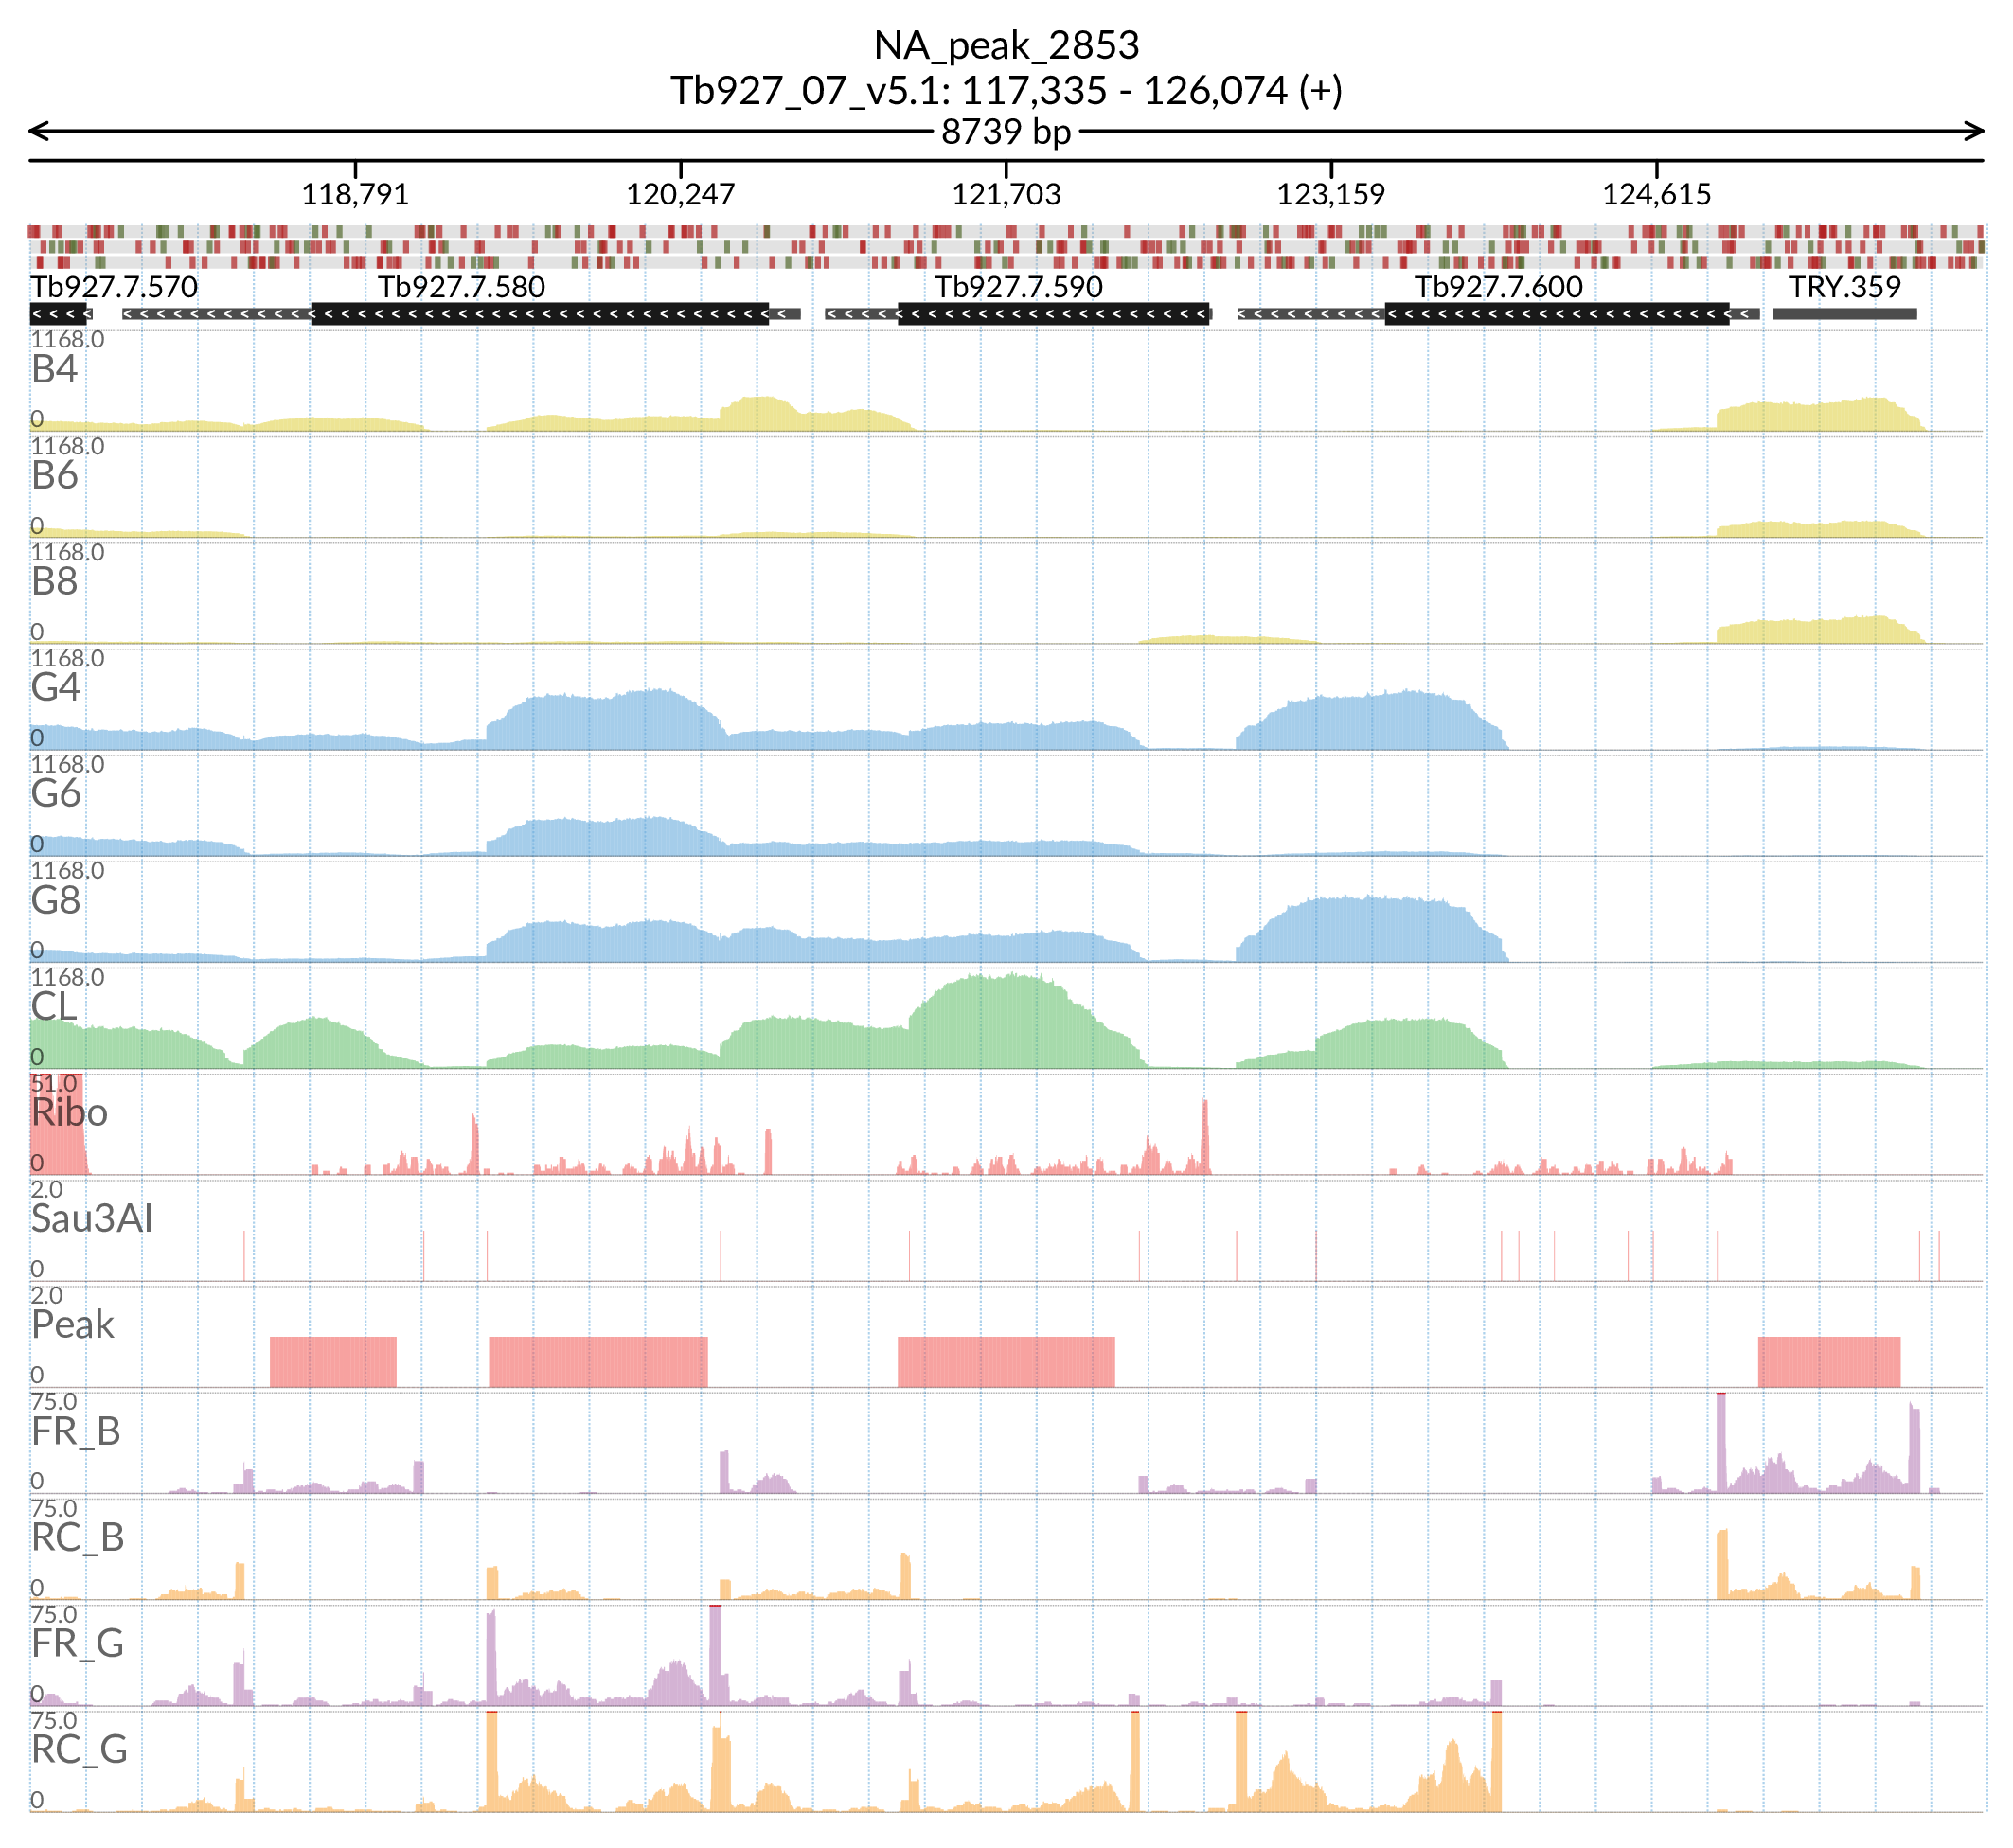 NA_peak_2853
Tb927_07_v5.1: 117,335 - 126,074 (+)
8739 bp
118,791 120,247 121,703 123,159 124,615
Tb927.7.570 Tb927.7.580 Tb927.7.590 Tb927.7.600 TRY.359
1168.0
B4
0
1168.0
B6
0
1168.0
B8
0
1168.0
G4
0
1168.0
G6
0
1168.0
G8
0
1168.0
CL
0
51.0
Ribo
0
2.0
Sau3AI
0
2.0
Peak
0
75.0
FR_B
0
75.0
RC_B
0
75.0
FR_G
0
75.0
RC_G
0